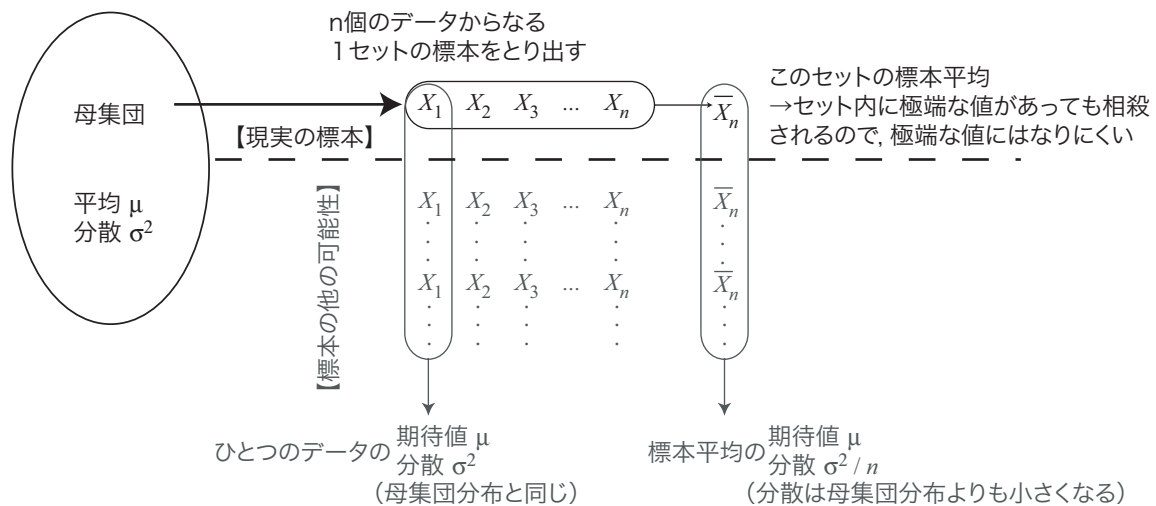 n個のデータからなる
1セットの標本をとり出す
母集団
平均 μ
分散 σ²
【現実の標本】
X₁ X₂ X₃ ... Xₙ
X̄ₙ
このセットの標本平均
→セット内に極端な値があっても相殺
されるので, 極端な値にはなりにくい
【標本の他の可能性】
X₁ X₂ X₃ ... Xₙ X̄ₙ
X₁ X₂ X₃ ... Xₙ X̄ₙ
ひとつのデータの 期待値 μ
分散 σ²
(母集団分布と同じ)
標本平均の 期待値 μ
分散 σ² / n
(分散は母集団分布よりも小さくなる)